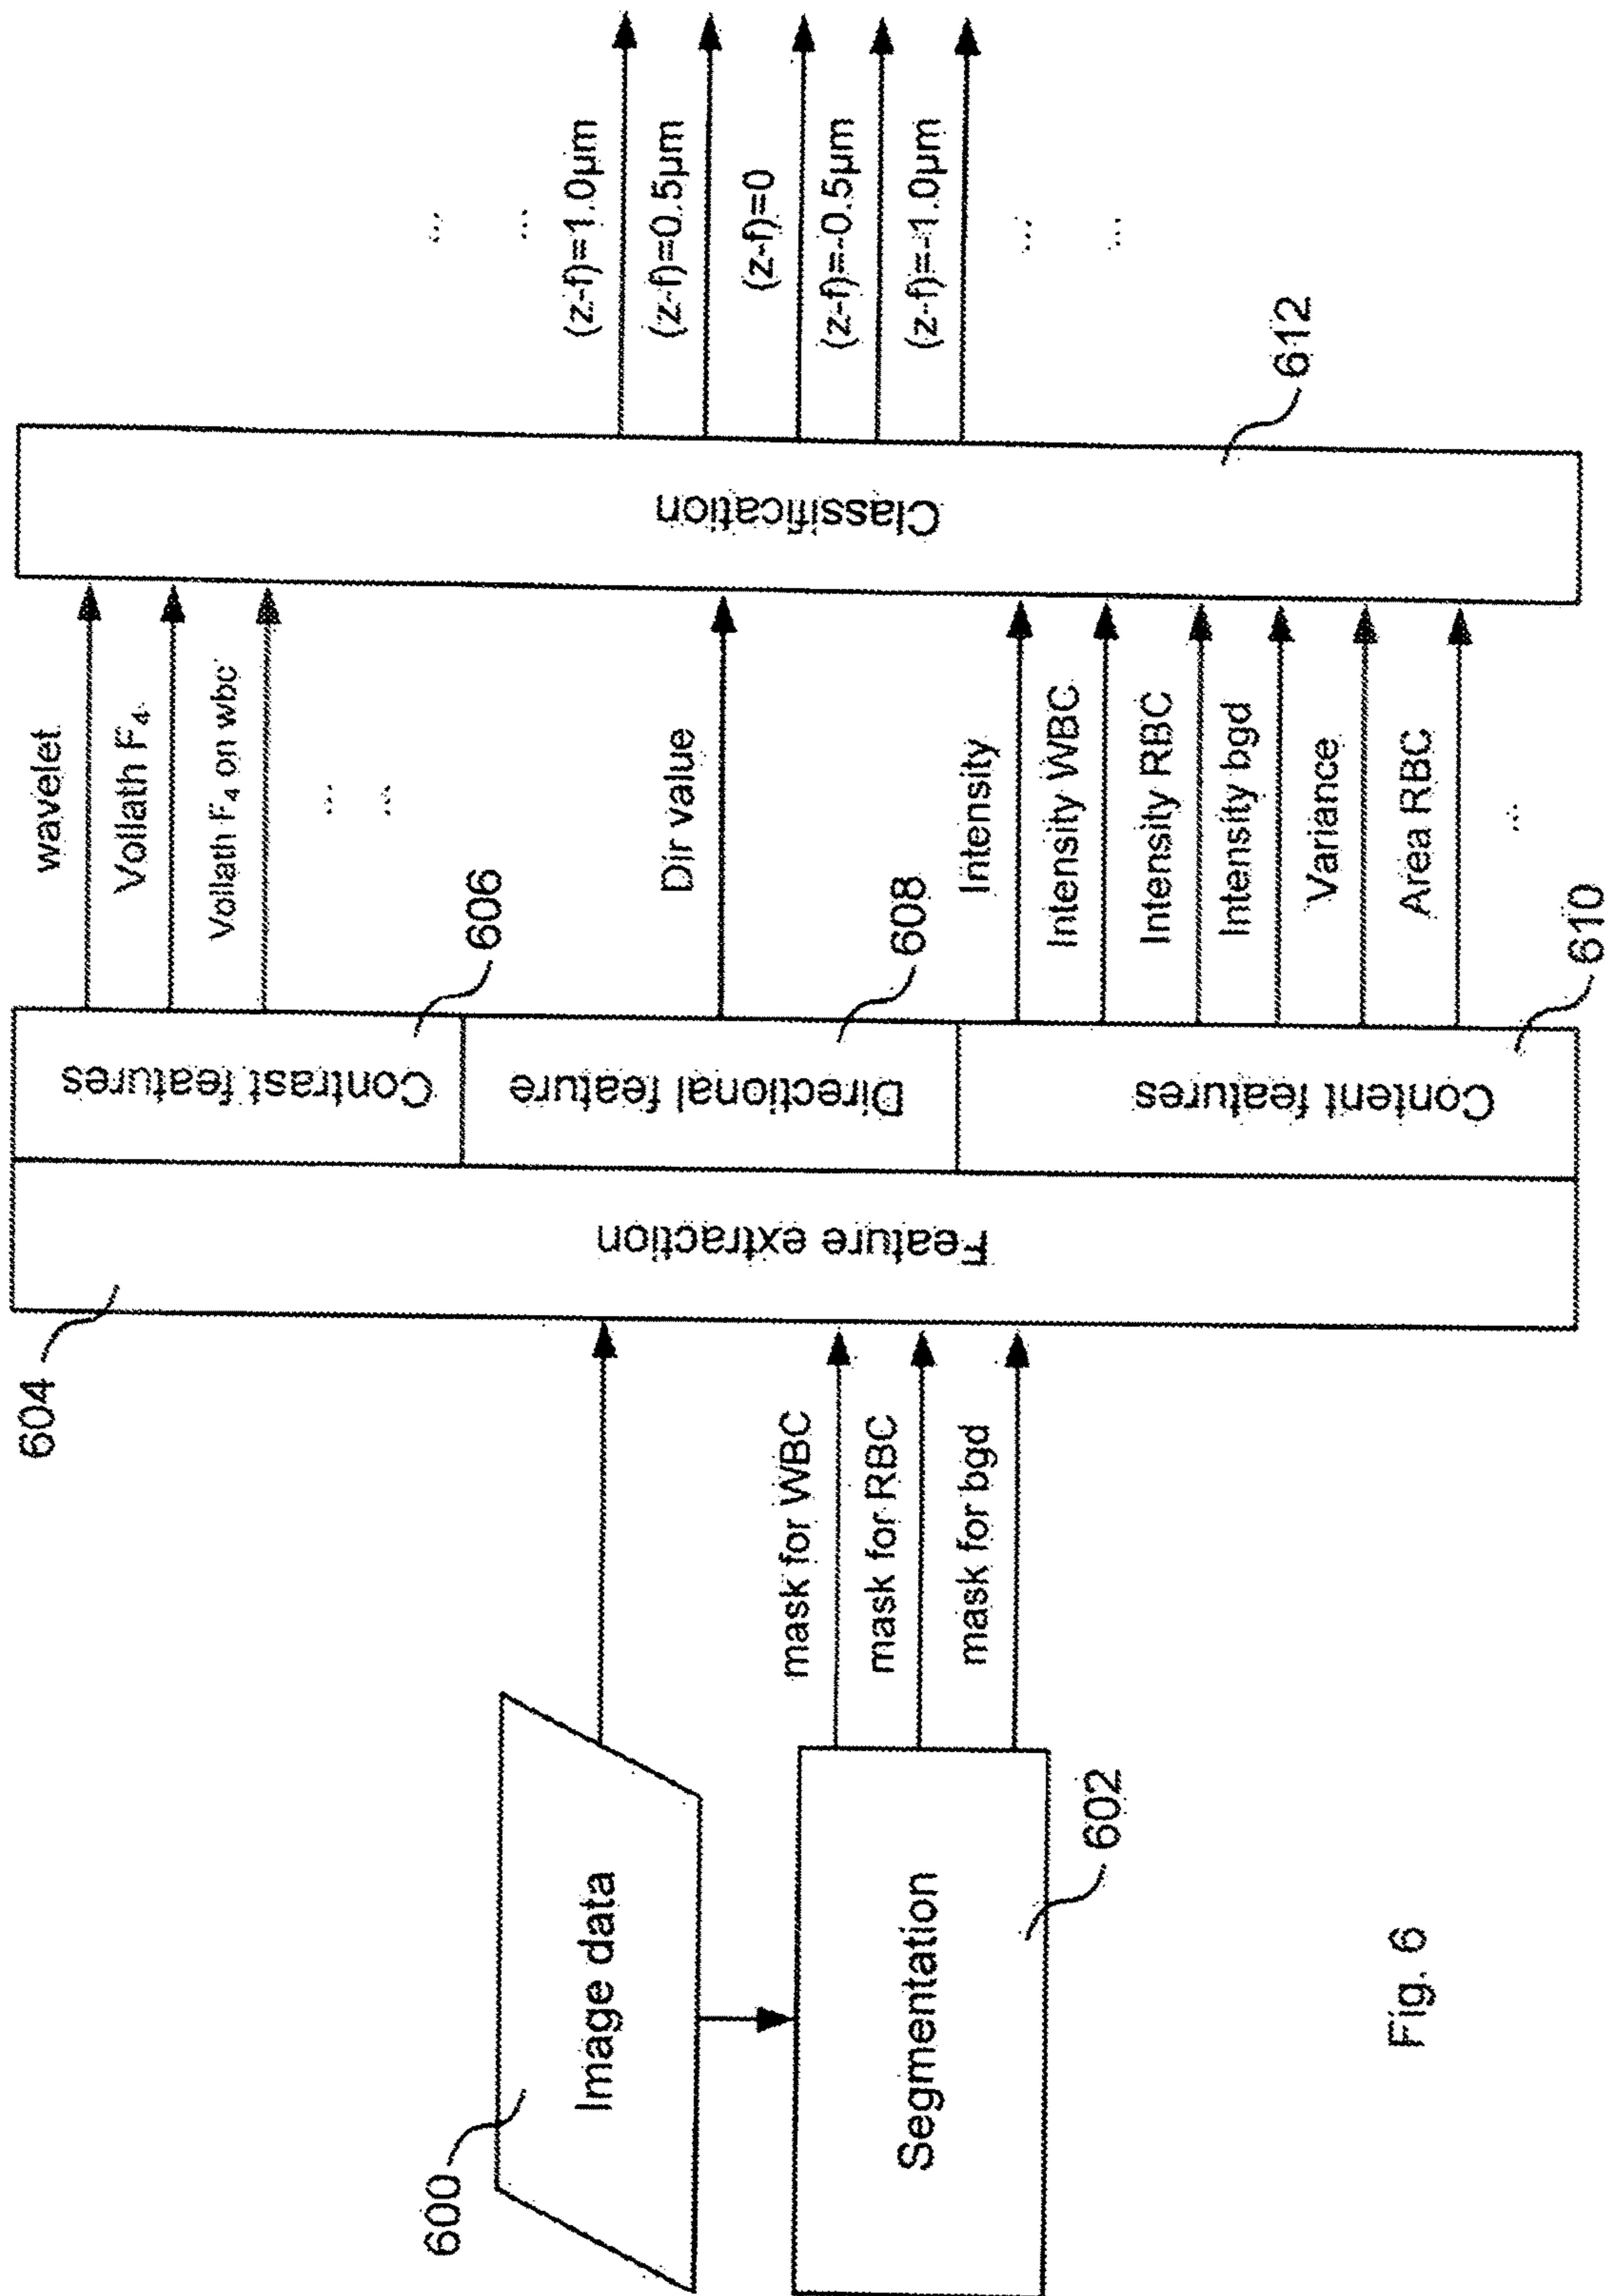 600
Image data
Segmentation
602
mask for WBC
mask for RBC
mask for bgd
604
Feature extraction
Contrast features
606
Directional feature
608
Content features
610
wavelet
Vollath F₄
Vollath F₄ on wbc
...
...
Dir value
Intensity
Intensity WBC
Intensity RBC
Intensity bgd
Variance
Area RBC
...
Classification
612
...
...
(z-f)=1.0µm
(z-f)=0.5µm
(z-f)=0
(z-f)=-0.5µm
(z-f)=-1.0µm
...
...
Fig. 6